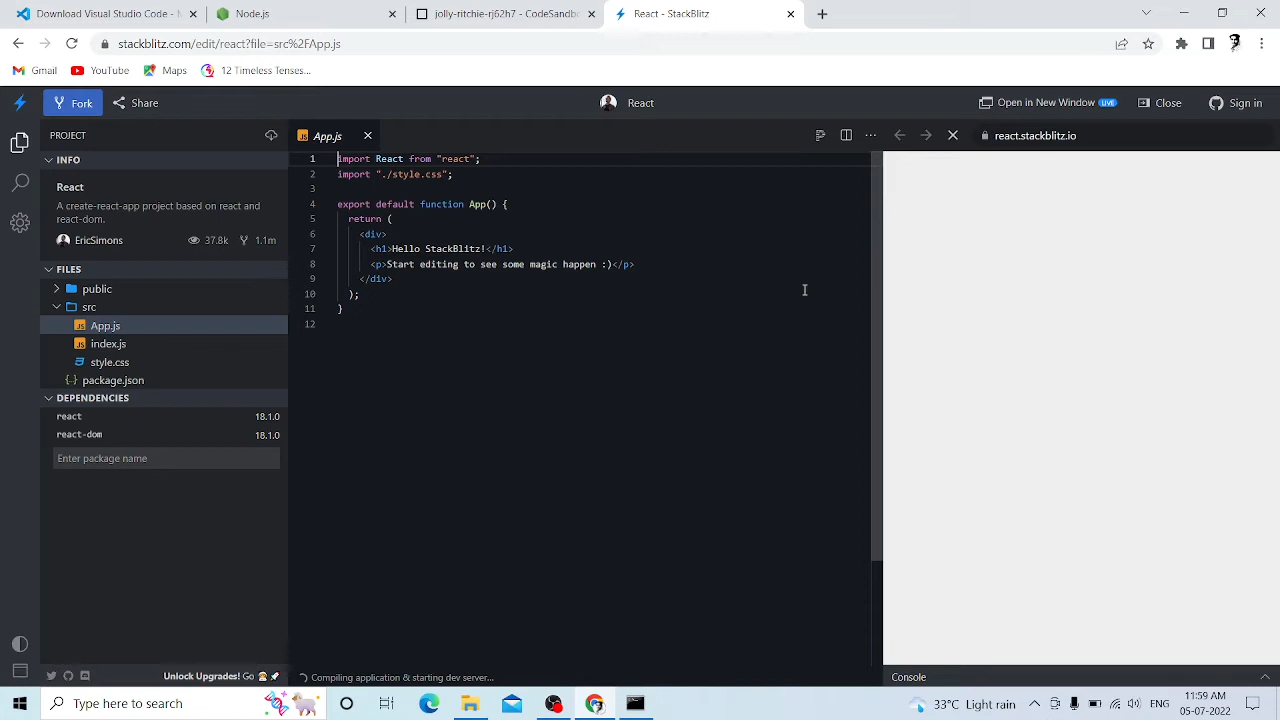 Download Visual Studio Code - M
Node.js
jolly-ritchie-rj62h7 - CodeSandbo
React - StackBlitz
stackblitz.com/edit/react?file=src%2FApp.js
Gmail
YouTube
Maps
12 Timeless Tenses...
Fork
Share
React
Open in New Window LIVE
Close
Sign in
PROJECT
JS App.js
react.stackblitz.io
INFO
React
A create-react-app project based on react and
react-dom.
EricSimons
37.8k
1.1m
FILES
public
src
JS App.js
JS index.js
style.css
{·} package.json
DEPENDENCIES
react 18.1.0
react-dom 18.1.0
Enter package name
1 import React from "react";
2 import "./style.css";
3
4 export default function App() {
5 return (
6 <div>
7 <h1>Hello StackBlitz!</h1>
8 <p>Start editing to see some magic happen :)</p>
9 </div>
10 );
11 }
12
Unlock Upgrades! Go
Compiling application & starting dev server...
Console
Type here to search
33°C Light rain
ENG
11:59 AM
05-07-2022